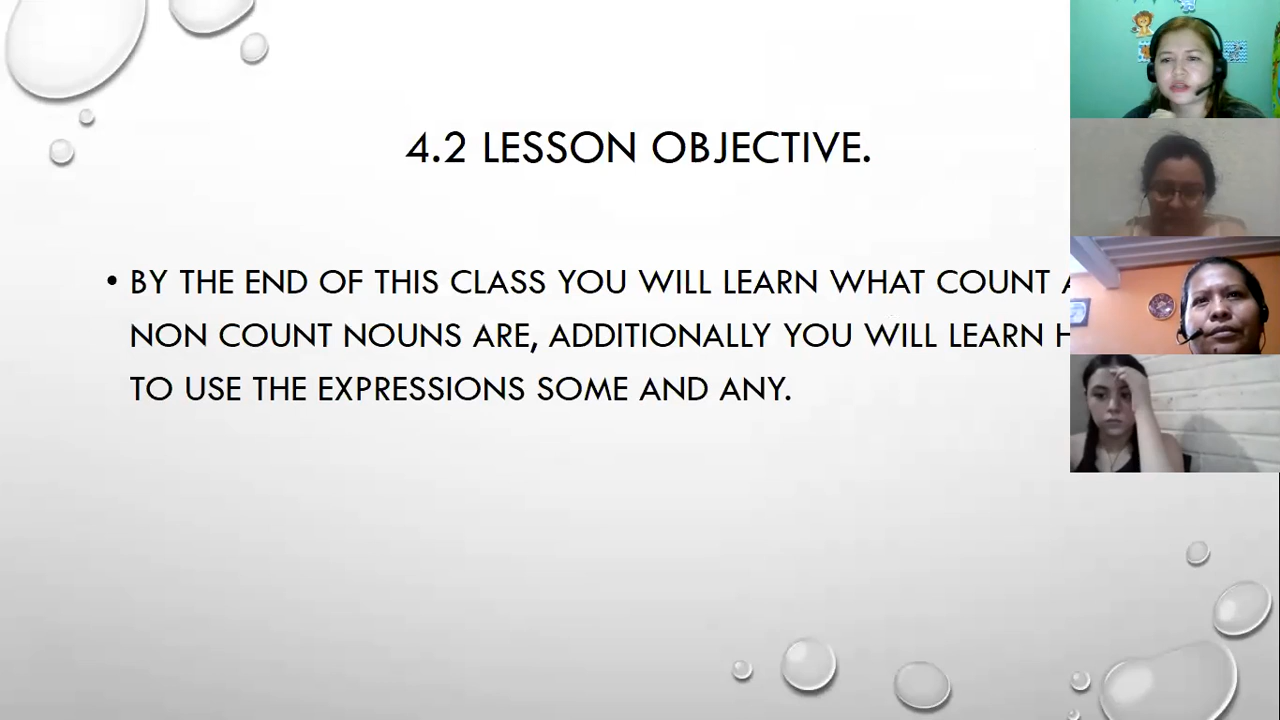 4.2 LESSON OBJECTIVE.
• BY THE END OF THIS CLASS YOU WILL LEARN WHAT COUNT
NON COUNT NOUNS ARE, ADDITIONALLY YOU WILL LEARN
TO USE THE EXPRESSIONS SOME AND ANY.